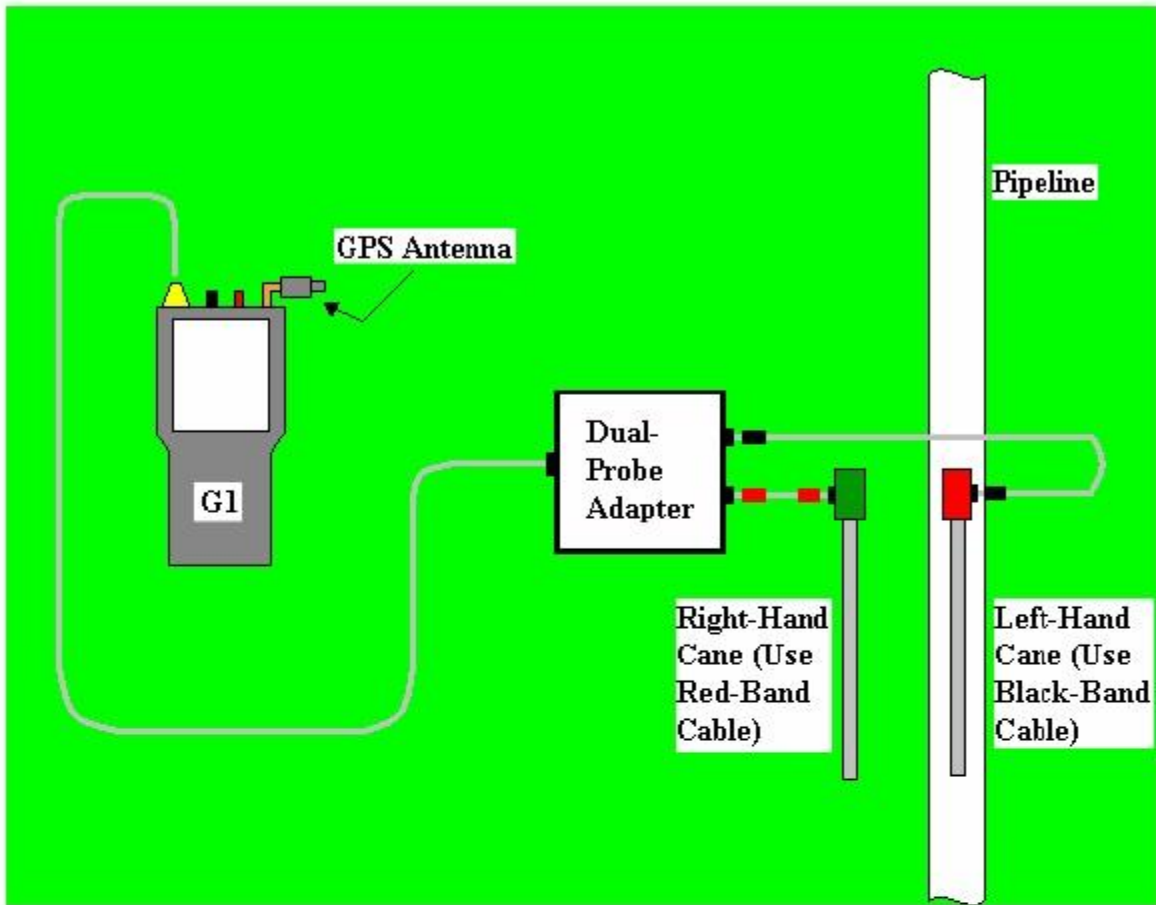 Pipeline
GPS Antenna
Dual-
Probe
Adapter
G1
Right-Hand
Cane (Use
Red-Band
Cable)
Left-Hand
Cane (Use
Black-Band
Cable)